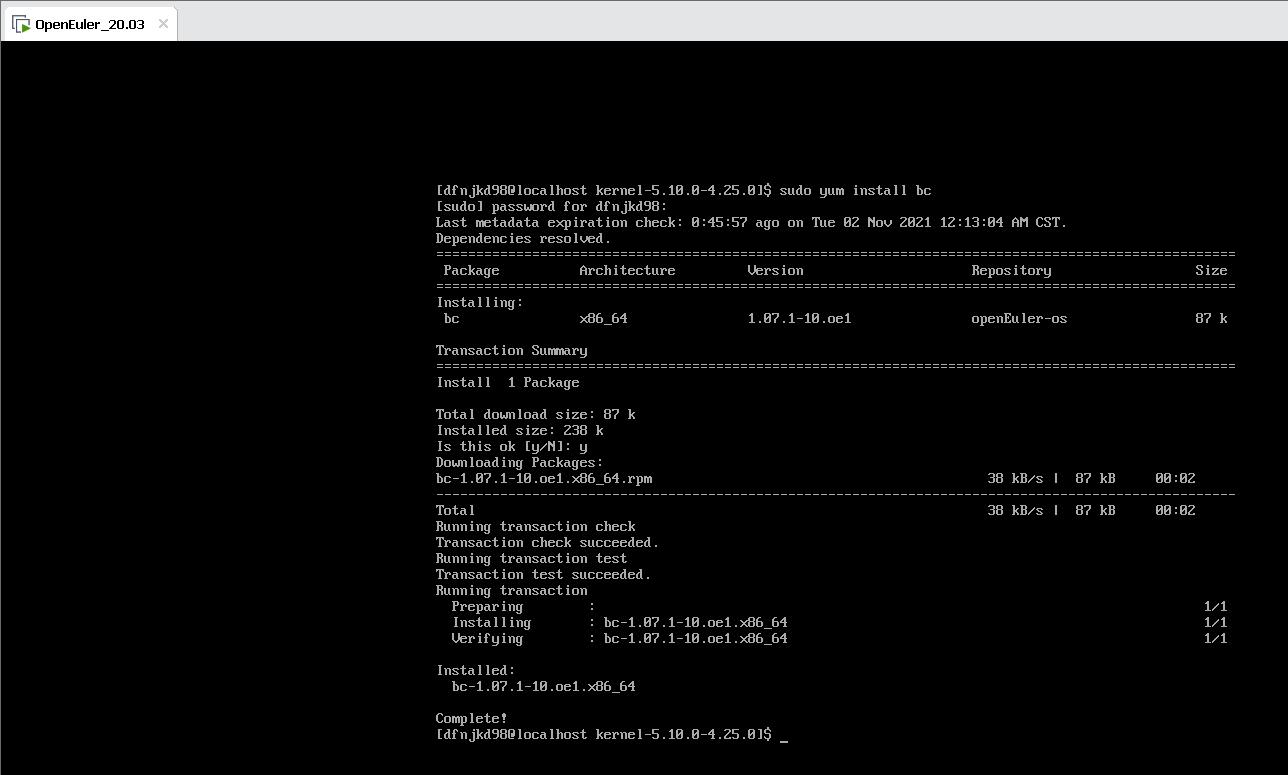 OpenEuler_20.03
[dfnjkd98@localhost kernel-5.10.0-4.25.0]$ sudo yum install bc
[sudo] password for dfnjkd98:
Last metadata expiration check: 0:45:57 ago on Tue 02 Nov 2021 12:13:04 AM CST.
Dependencies resolved.
====================================================================================================
Package Architecture Version Repository Size
====================================================================================================
Installing:
bc x86_64 1.07.1-10.oe1 openEuler-os 87 k
Transaction Summary
====================================================================================================
Install 1 Package
Total download size: 87 k
Installed size: 238 k
Is this ok [y/N]: y
Downloading Packages:
bc-1.07.1-10.oe1.x86_64.rpm 38 kB/s | 87 kB 00:02
----------------------------------------------------------------------------------------------------
Total 38 kB/s | 87 kB 00:02
Running transaction check
Transaction check succeeded.
Running transaction test
Transaction test succeeded.
Running transaction
Preparing : 1/1
Installing : bc-1.07.1-10.oe1.x86_64 1/1
Verifying : bc-1.07.1-10.oe1.x86_64 1/1
Installed:
bc-1.07.1-10.oe1.x86_64
Complete!
[dfnjkd98@localhost kernel-5.10.0-4.25.0]$ _